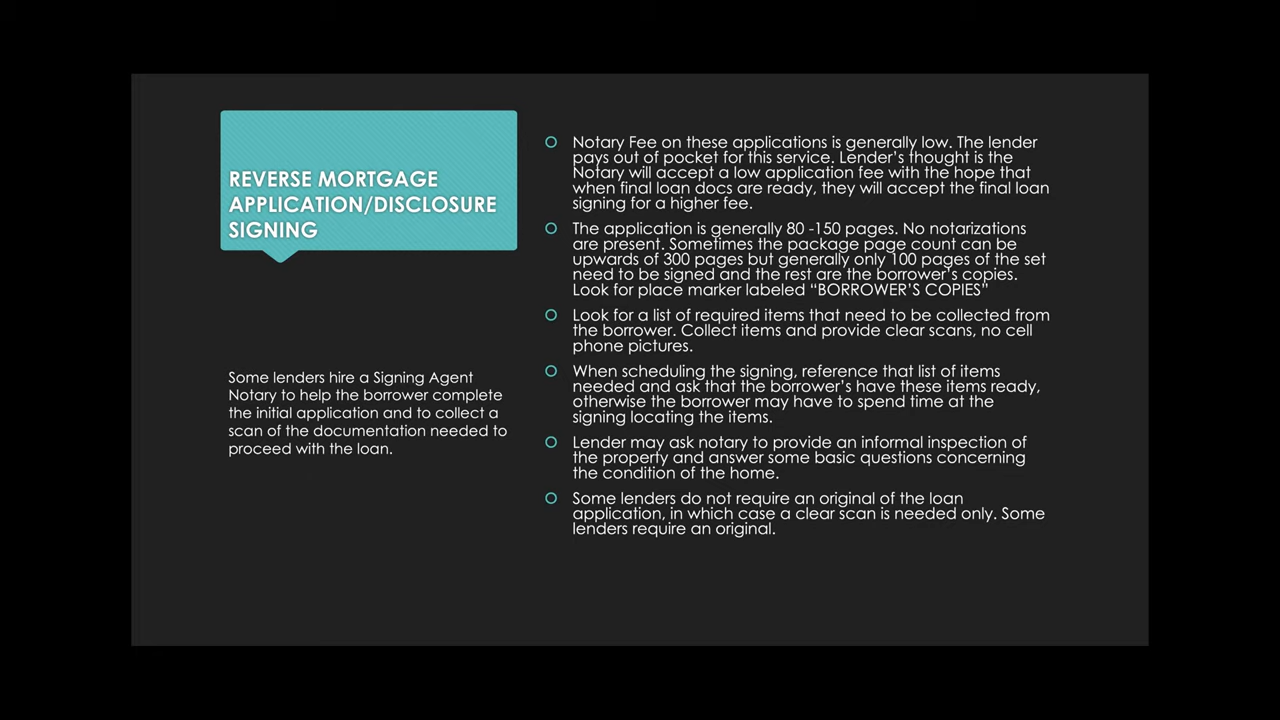 REVERSE MORTGAGE
APPLICATION/DISCLOSURE
SIGNING
Some lenders hire a Signing Agent
Notary to help the borrower complete
the initial application and to collect a
scan of the documentation needed to
proceed with the loan.
Notary Fee on these applications is generally low. The lender
pays out of pocket for this service. Lender’s thought is the
Notary will accept a low application fee with the hope that
when final loan docs are ready, they will accept the final loan
signing for a higher fee.
The application is generally 80 -150 pages. No notarizations
are present. Sometimes the package page count can be
upwards of 300 pages but generally only 100 pages of the set
need to be signed and the rest are the borrower’s copies.
Look for place marker labeled “BORROWER’S COPIES”
Look for a list of required items that need to be collected from
the borrower. Collect items and provide clear scans, no cell
phone pictures.
When scheduling the signing, reference that list of items
needed and ask that the borrower’s have these items ready,
otherwise the borrower may have to spend time at the
signing locating the items.
Lender may ask notary to provide an informal inspection of
the property and answer some basic questions concerning
the condition of the home.
Some lenders do not require an original of the loan
application, in which case a clear scan is needed only. Some
lenders require an original.